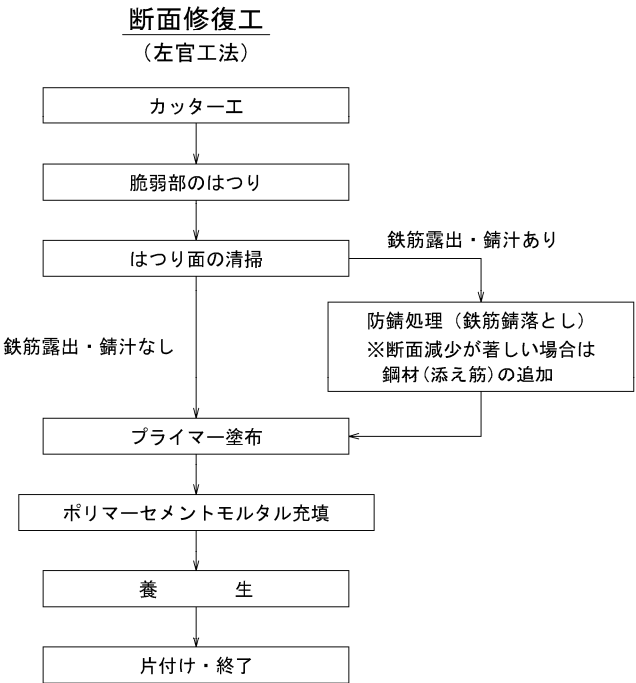 断面修復工
（左官工法）
カッター工
脆弱部のはつり
はつり面の清掃
鉄筋露出・錆汁あり
防錆処理（鉄筋錆落とし）
※断面減少が著しい場合は
鋼材(添え筋)の追加
鉄筋露出・錆汁なし
プライマー塗布
ポリマーセメントモルタル充填
養　　　　生
片付け・終了